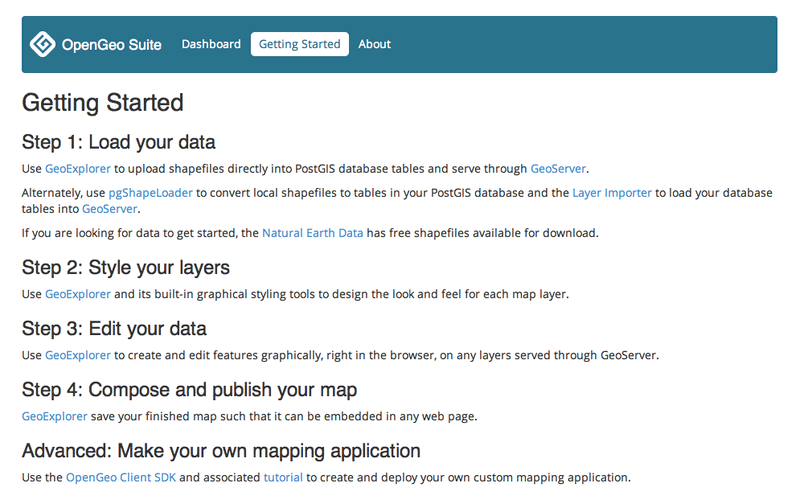 OpenGeo Suite Dashboard Getting Started About
Getting Started
Step 1: Load your data
Use GeoExplorer to upload shapefiles directly into PostGIS database tables and serve through GeoServer.
Alternately, use pgShapeLoader to convert local shapefiles to tables in your PostGIS database and the Layer Importer to load your database
tables into GeoServer.
If you are looking for data to get started, the Natural Earth Data has free shapefiles available for download.
Step 2: Style your layers
Use GeoExplorer and its built-in graphical styling tools to design the look and feel for each map layer.
Step 3: Edit your data
Use GeoExplorer to create and edit features graphically, right in the browser, on any layers served through GeoServer.
Step 4: Compose and publish your map
GeoExplorer save your finished map such that it can be embedded in any web page.
Advanced: Make your own mapping application
Use the OpenGeo Client SDK and associated tutorial to create and deploy your own custom mapping application.